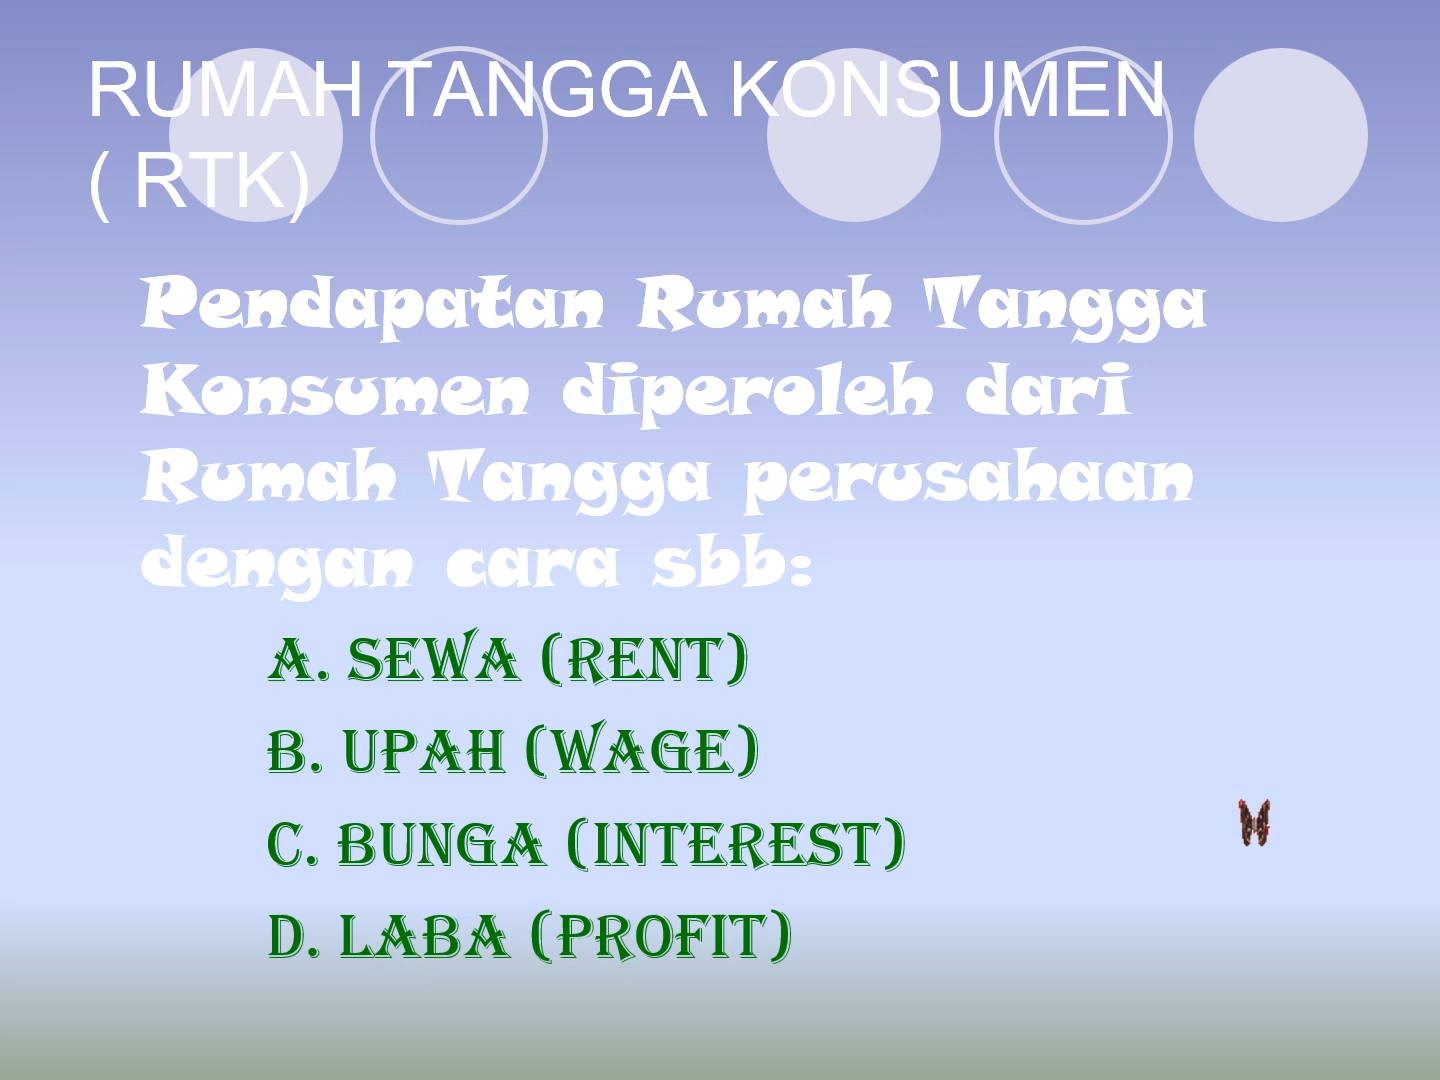 RUMAH TANGGA KONSUMEN
( RTK)
Pendapatan Rumah Tangga
Konsumen diperoleh dari
Rumah Tangga perusahaan
dengan cara sbb:
A. SEWA (RENT)
B. UPAH (WAGE)
C. BUNGA (INTEREST)
D. LABA (PROFIT)